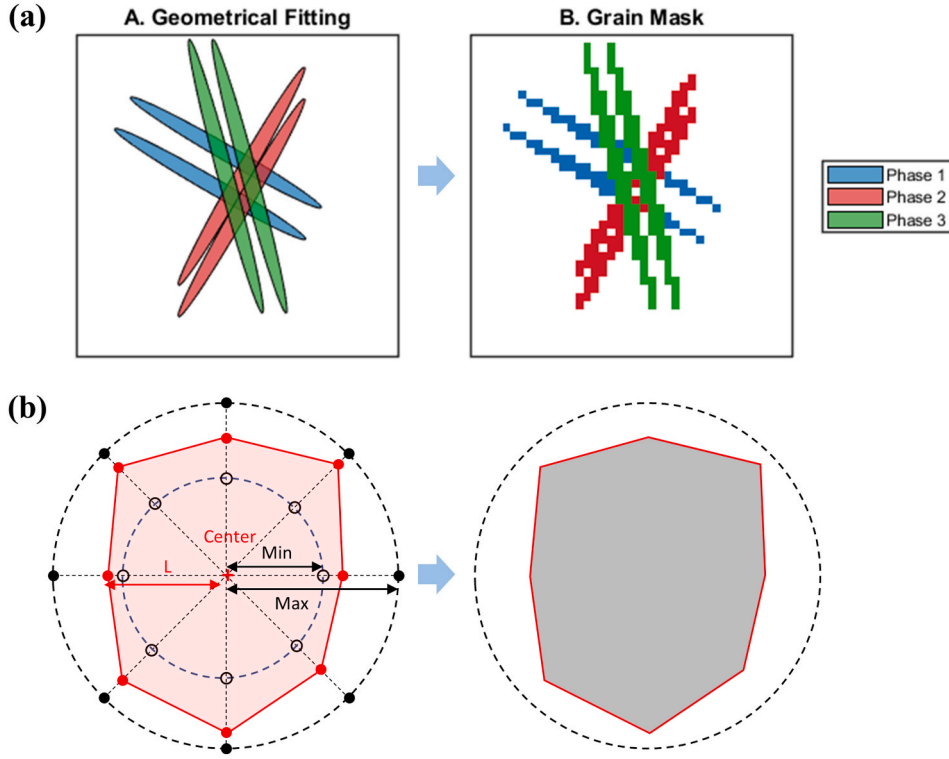 (a)
A. Geometrical Fitting
B. Grain Mask
Phase 1
Phase 2
Phase 3
(b)
Center
Min
L
Max